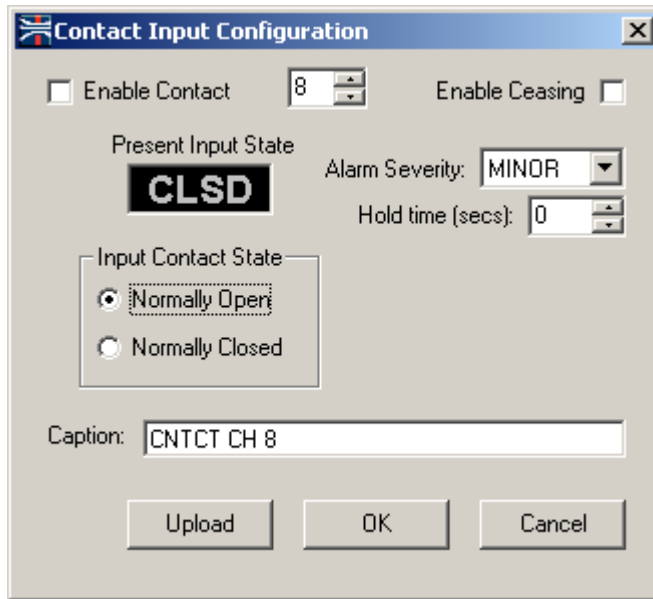 Contact Input Configuration
Enable Contact 8 Enable Ceasing
Present Input State
CLSD
Alarm Severity: MINOR
Hold time (secs): 0
Input Contact State
Normally Open
Normally Closed
Caption: CNTCT CH 8
Upload OK Cancel